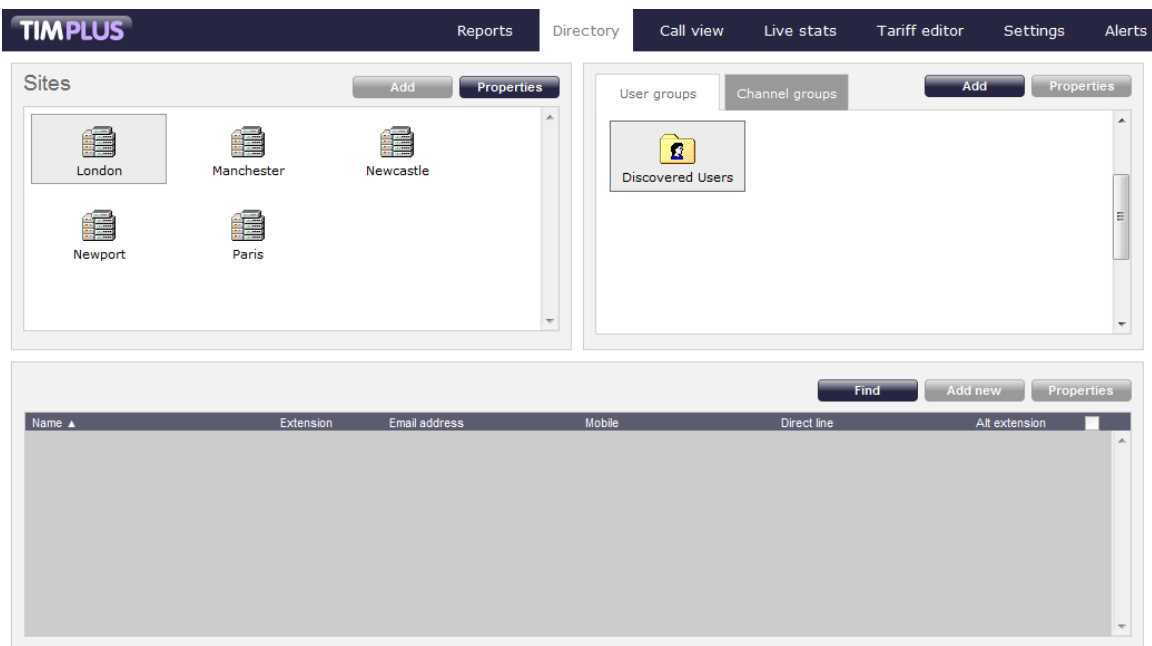 TIMPLUS Reports Directory Call view Live stats Tariff editor Settings Alerts
Sites Add Properties
London Manchester Newcastle
Newport Paris
User groups Channel groups Add Properties
Discovered Users
Find Add new Properties
Name ▲ Extension Email address Mobile Direct line Alt extension